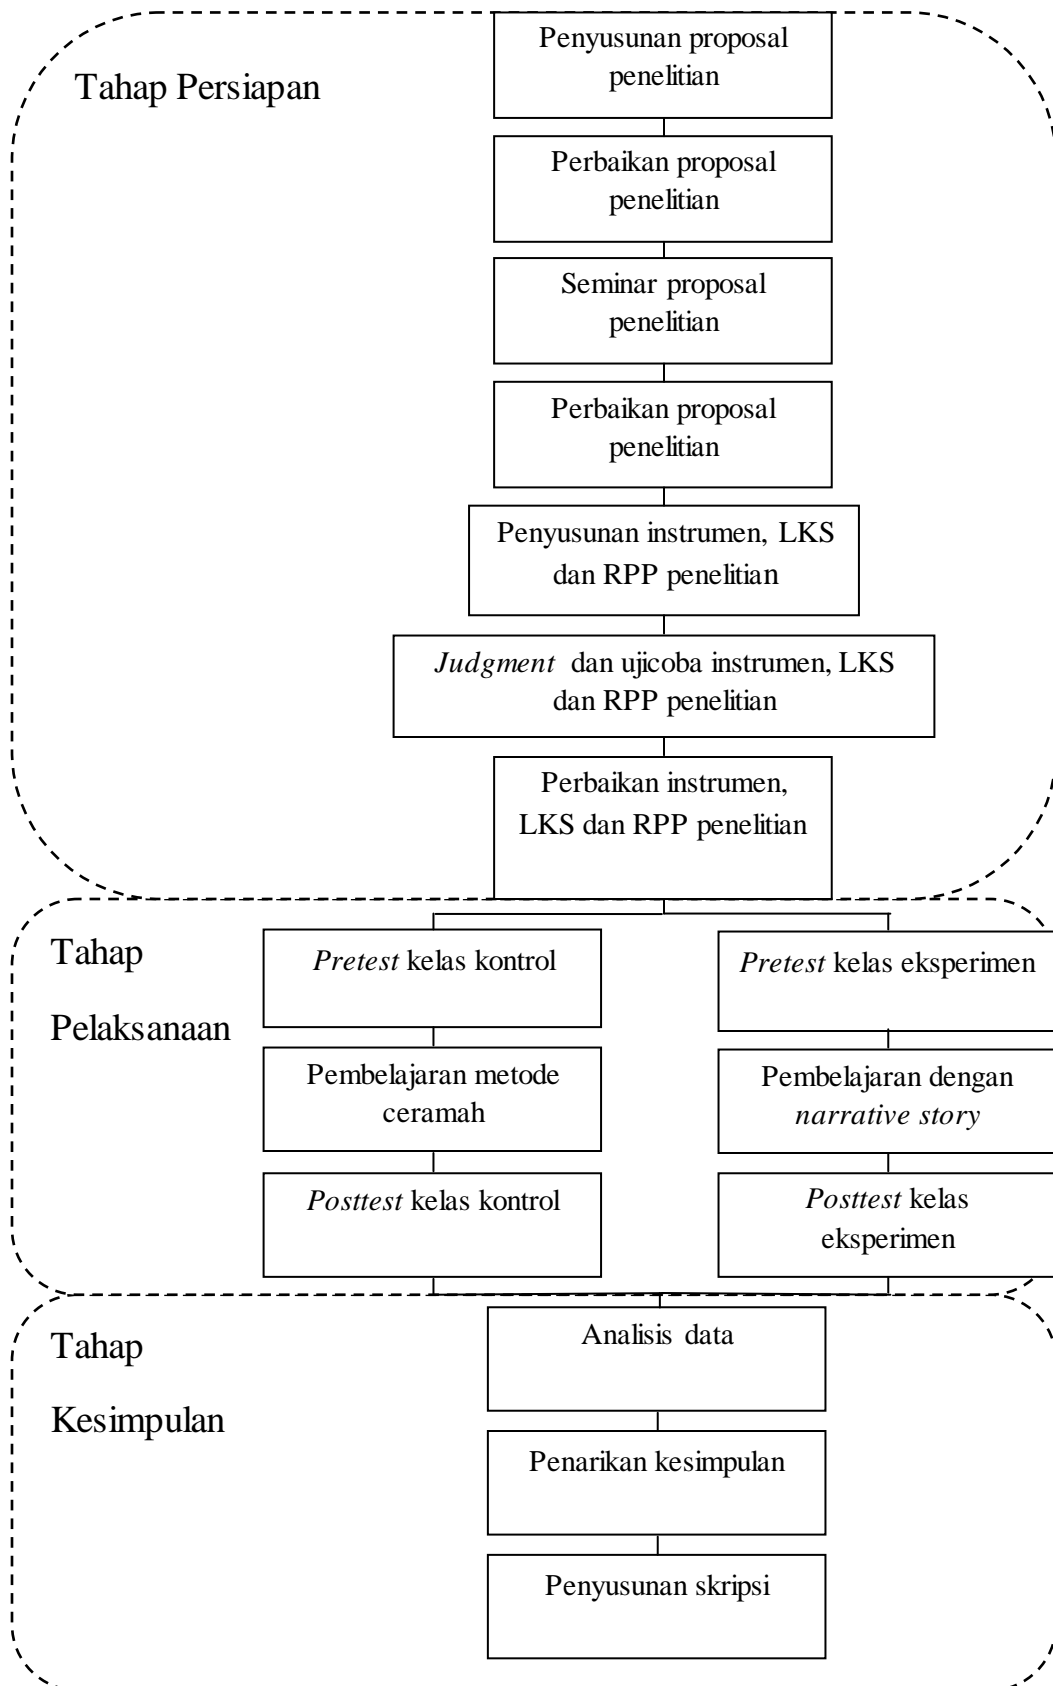 Tahap Persiapan
Penyusunan proposal
penelitian
Perbaikan proposal
penelitian
Seminar proposal
penelitian
Perbaikan proposal
penelitian
Penyusunan instrumen, LKS
dan RPP penelitian
Judgment dan ujicoba instrumen, LKS
dan RPP penelitian
Perbaikan instrumen,
LKS dan RPP penelitian
Tahap
Pelaksanaan
Pretest kelas kontrol
Pretest kelas eksperimen
Pembelajaran metode
ceramah
Pembelajaran dengan
narrative story
Posttest kelas kontrol
Posttest kelas
eksperimen
Tahap
Kesimpulan
Analisis data
Penarikan kesimpulan
Penyusunan skripsi